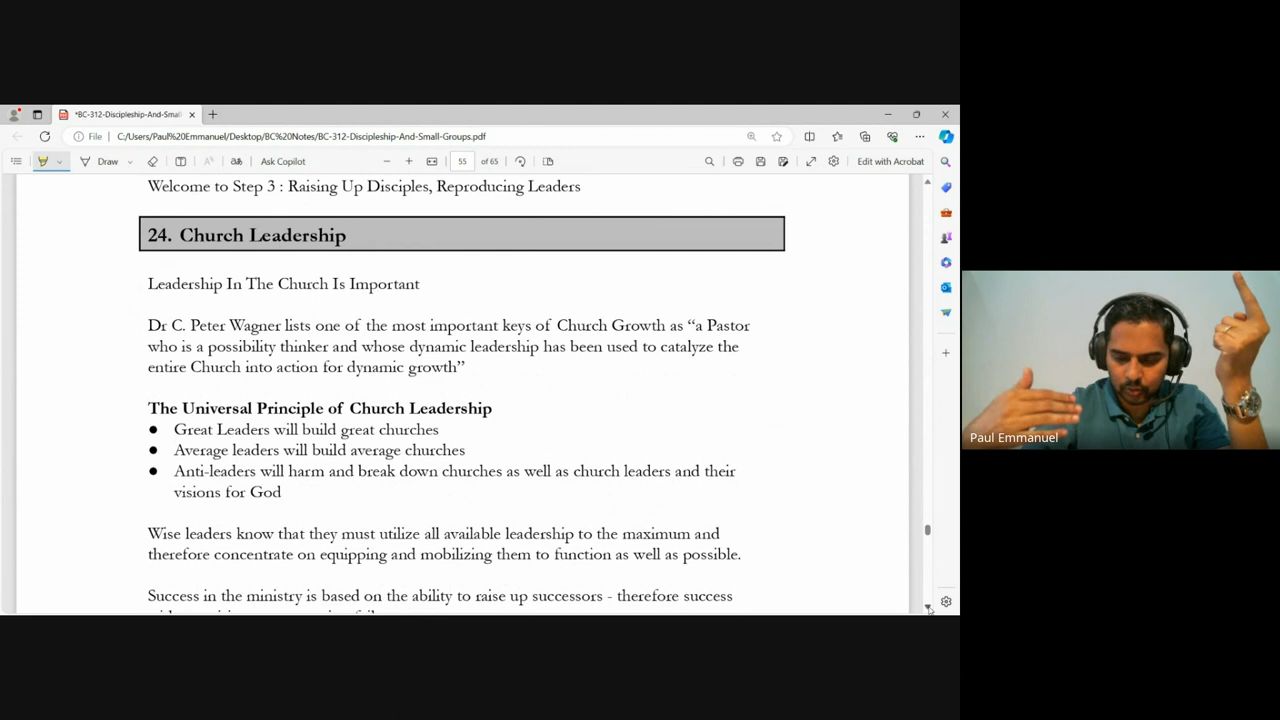 *BC-312-Discipleship-And-Small
File
C:/Users/Paul%20Emmanuel/Desktop/BC%20Notes/BC-312-Discipleship-And-Small-Groups.pdf
Draw
Ask Copilot
55
of 65
Edit with Acrobat
Welcome to Step 3 : Raising Up Disciples, Reproducing Leaders
24. Church Leadership
Leadership In The Church Is Important
Dr C. Peter Wagner lists one of the most important keys of Church Growth as “a Pastor
who is a possibility thinker and whose dynamic leadership has been used to catalyze the
entire Church into action for dynamic growth”
The Universal Principle of Church Leadership
● Great Leaders will build great churches
● Average leaders will build average churches
● Anti-leaders will harm and break down churches as well as church leaders and their
visions for God
Wise leaders know that they must utilize all available leadership to the maximum and
therefore concentrate on equipping and mobilizing them to function as well as possible.
Success in the ministry is based on the ability to raise up successors - therefore success
Paul Emmanuel